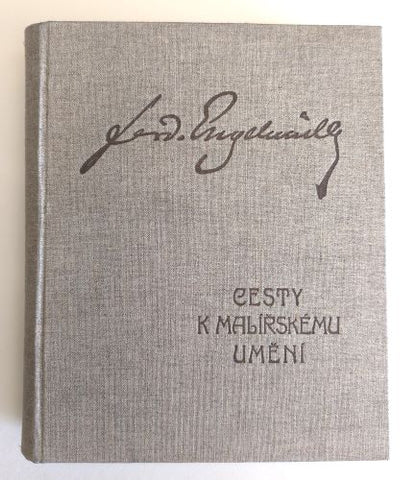 Ferd. Engelmüller
CESTY
K MALÍŘSKÉMU
UMĚNÍ